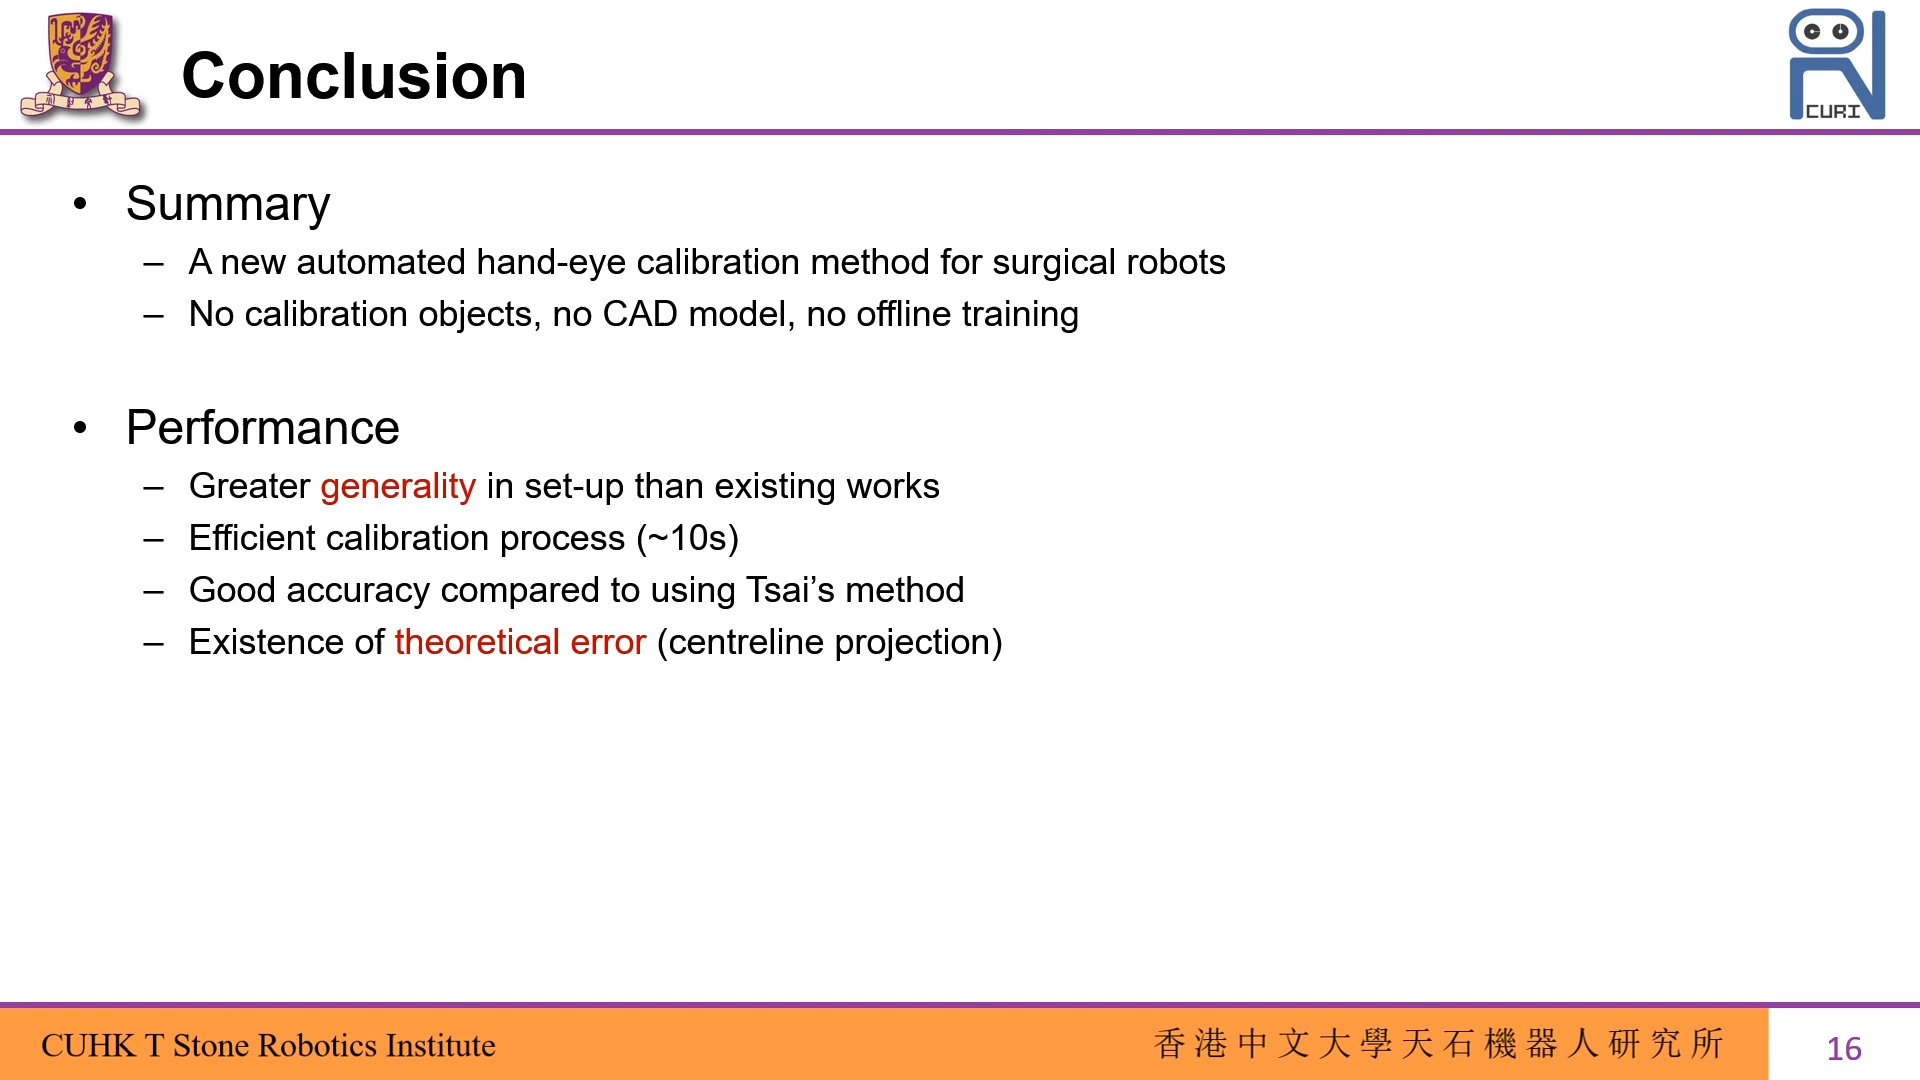 Conclusion
CURI
• Summary
– A new automated hand-eye calibration method for surgical robots
– No calibration objects, no CAD model, no offline training
• Performance
– Greater generality in set-up than existing works
– Efficient calibration process (~10s)
– Good accuracy compared to using Tsai’s method
– Existence of theoretical error (centreline projection)
CUHK T Stone Robotics Institute
香港中文大學天石機器人研究所
16